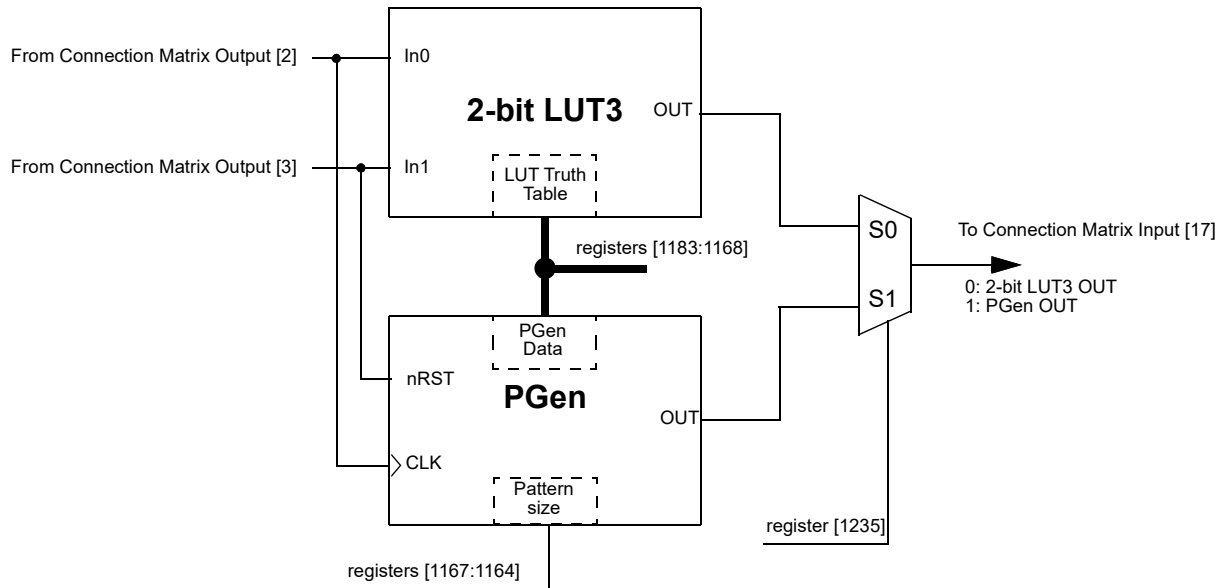 From Connection Matrix Output [2]
In0
2-bit LUT3
OUT
From Connection Matrix Output [3]
In1
LUT Truth
Table
S0
To Connection Matrix Input [17]
registers [1183:1168]
0: 2-bit LUT3 OUT
S1
1: PGen OUT
PGen
Data
nRST
PGen
OUT
CLK
Pattern
size
register [1235]
registers [1167:1164]